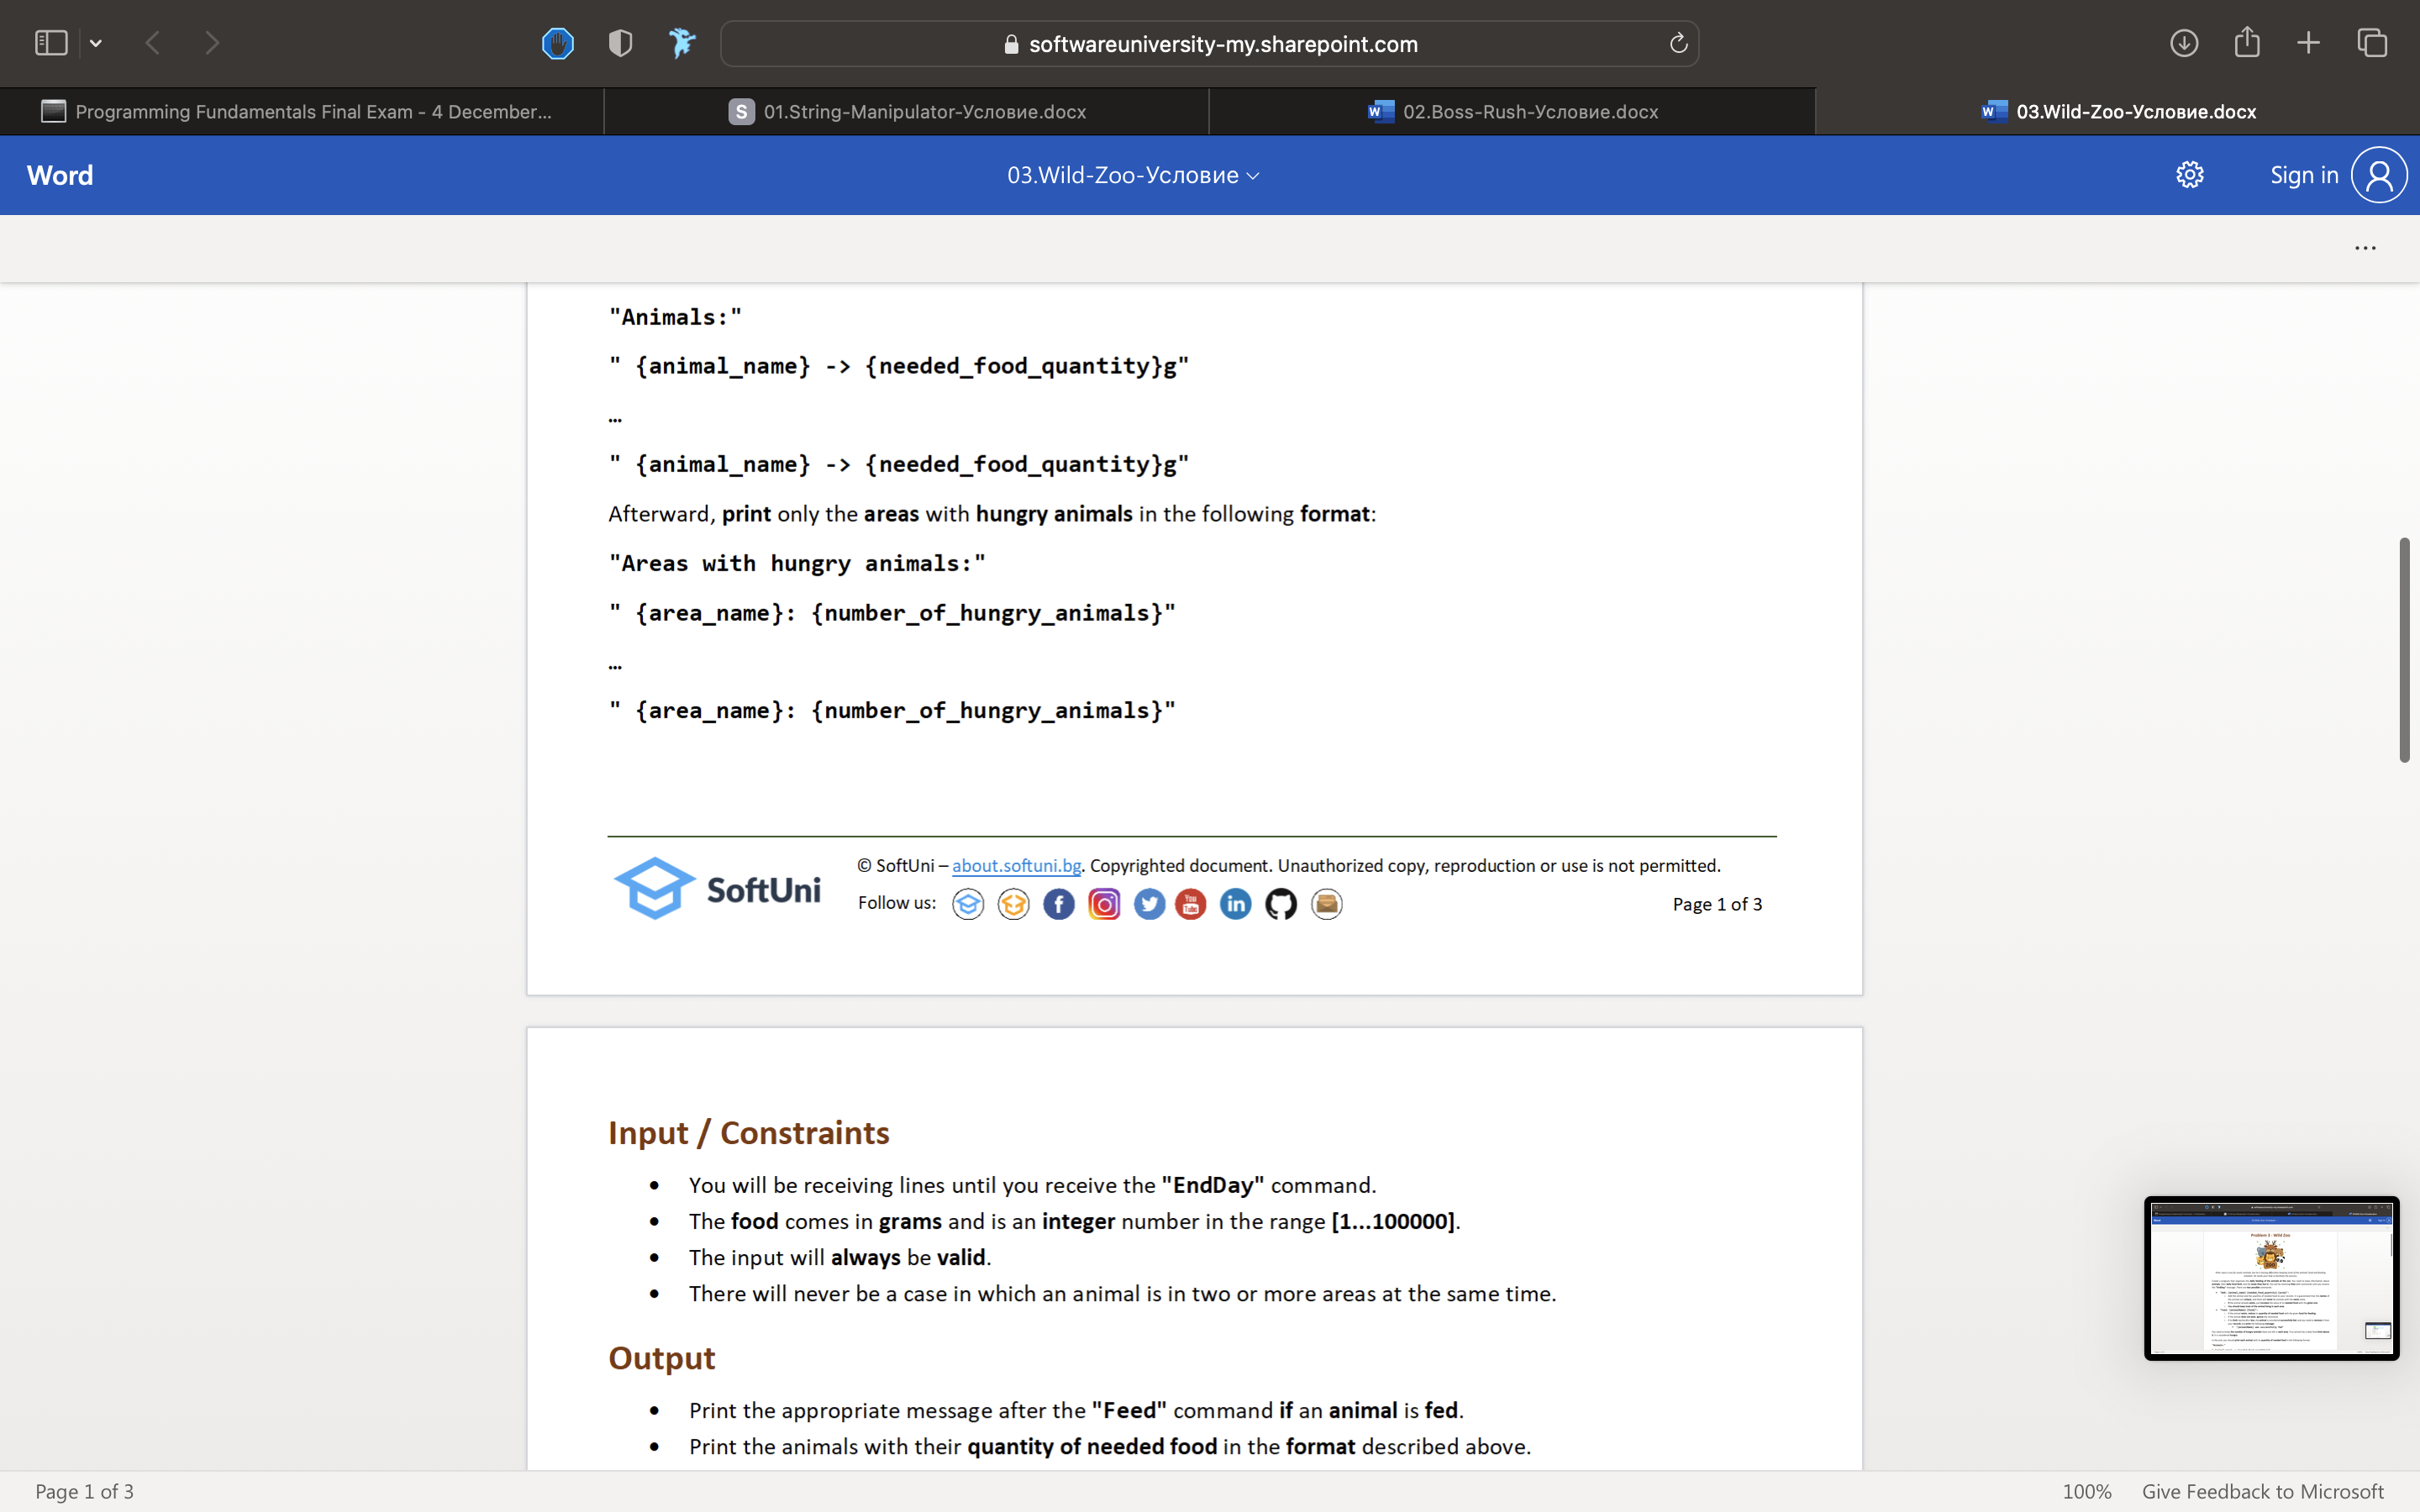 softwareuniversity-my.sharepoint.com
Programming Fundamentals Final Exam - 4 December...
S 01.String-Manipulator-Условие.docx
W 02.Boss-Rush-Условие.docx
W 03.Wild-Zoo-Условие.docx
Word
03.Wild-Zoo-Условие
Sign in
...
"Animals:"
" {animal_name} -> {needed_food_quantity}g"
…
" {animal_name} -> {needed_food_quantity}g"
Afterward, print only the areas with hungry animals in the following format:
"Areas with hungry animals:"
" {area_name}: {number_of_hungry_animals}"
…
" {area_name}: {number_of_hungry_animals}"
SoftUni
© SoftUni – about.softuni.bg. Copyrighted document. Unauthorized copy, reproduction or use is not permitted.
Follow us:
Page 1 of 3
Input / Constraints
• You will be receiving lines until you receive the "EndDay" command.
• The food comes in grams and is an integer number in the range [1...100000].
• The input will always be valid.
• There will never be a case in which an animal is in two or more areas at the same time.
Output
• Print the appropriate message after the "Feed" command if an animal is fed.
• Print the animals with their quantity of needed food in the format described above.
Page 1 of 3
100%
Give Feedback to Microsoft